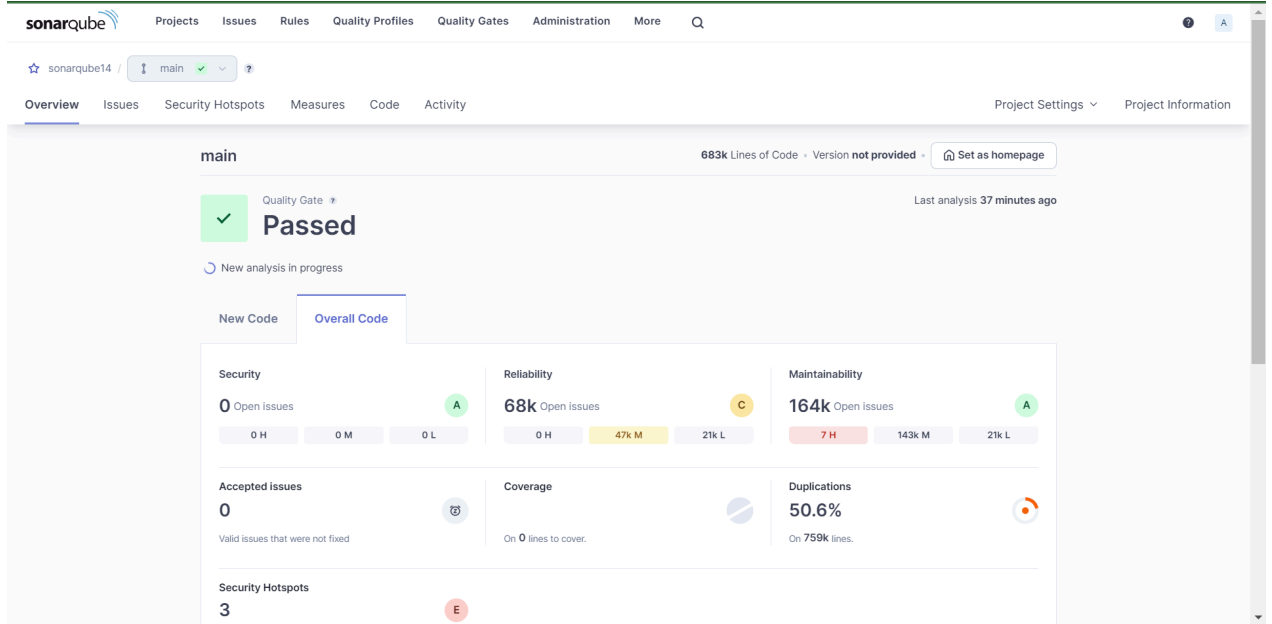 sonarqube Projects Issues Rules Quality Profiles Quality Gates Administration More ? A
sonarqube14 / main ?
Overview Issues Security Hotspots Measures Code Activity Project Settings Project Information
main 683k Lines of Code • Version not provided • Set as homepage
Quality Gate ? Last analysis 37 minutes ago
Passed
New analysis in progress
New Code Overall Code
Security Reliability Maintainability
0 Open issues A 68k Open issues C 164k Open issues A
0 H 0 M 0 L 0 H 47k M 21k L 7 H 143k M 21k L
Accepted issues Coverage Duplications
0 50.6%
Valid issues that were not fixed On 0 lines to cover. On 759k lines.
Security Hotspots
3 E